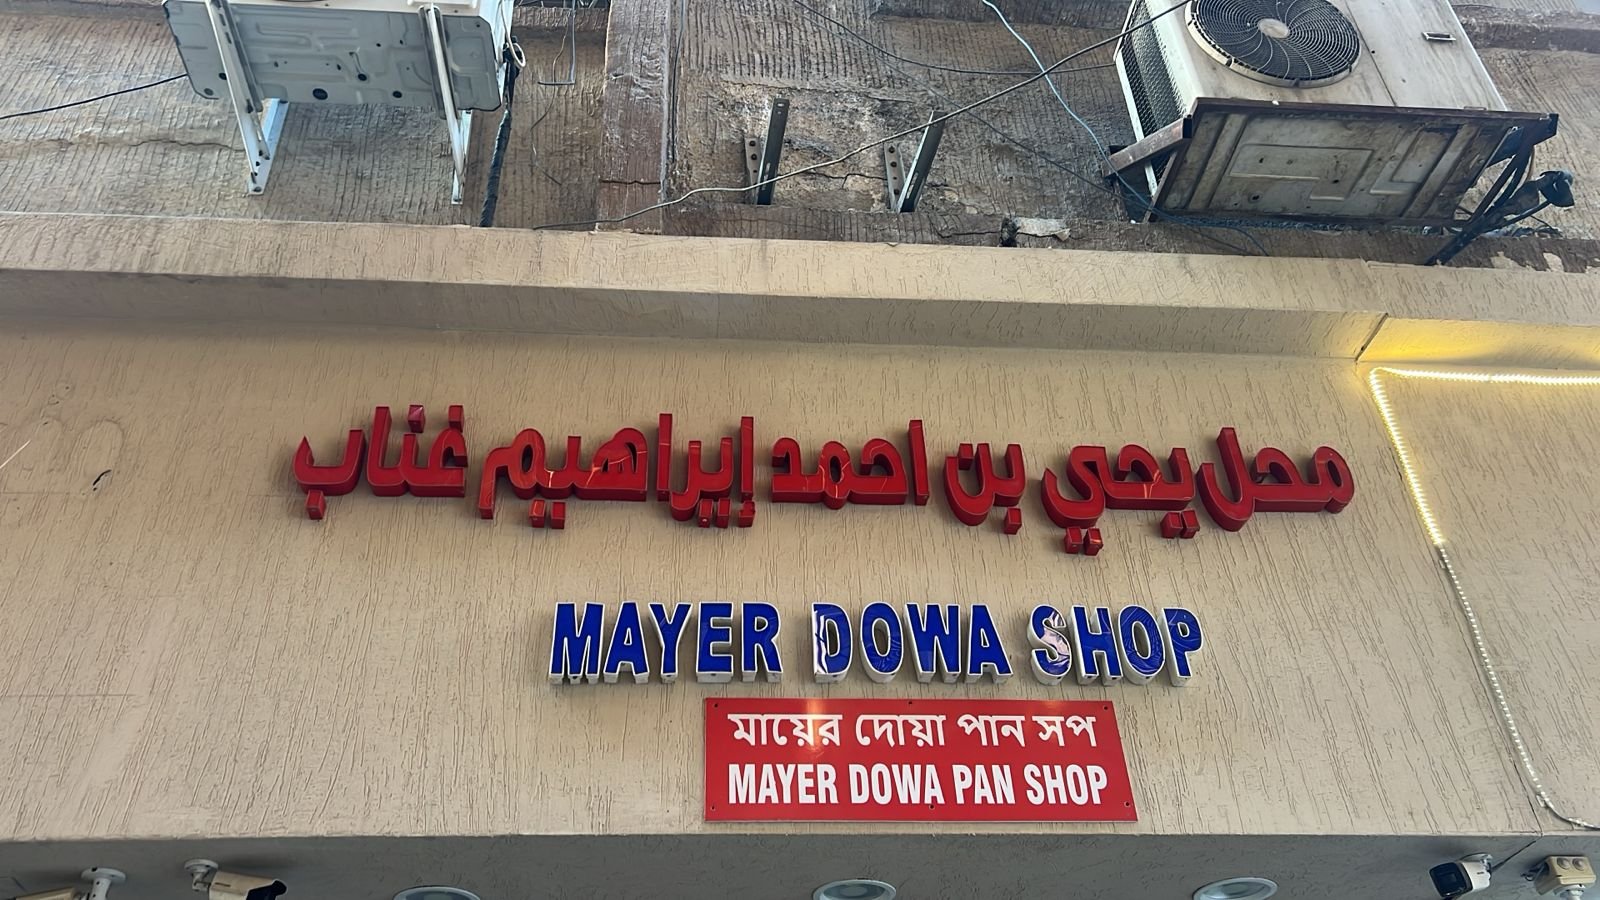 محل يحي بن احمد إبراهيم غناب
MAYER DOWA SHOP
মায়ের দোয়া পান সপ
MAYER DOWA PAN SHOP